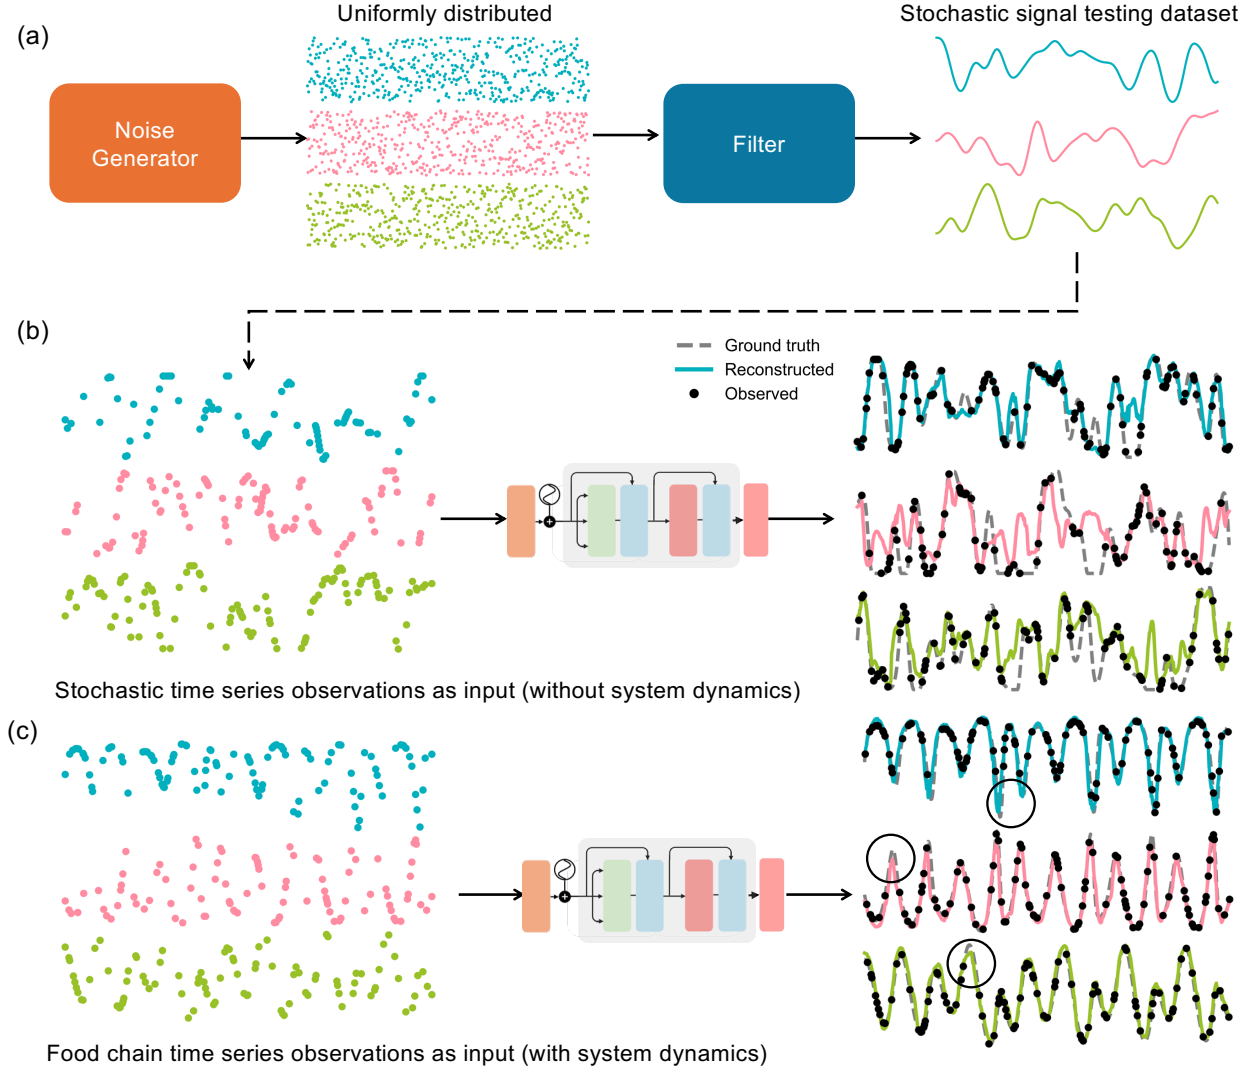 (a)
Uniformly distributed
Stochastic signal testing dataset
Noise
Generator
Filter
(b)
Ground truth
Reconstructed
Observed
Stochastic time series observations as input (without system dynamics)
(c)
Food chain time series observations as input (with system dynamics)